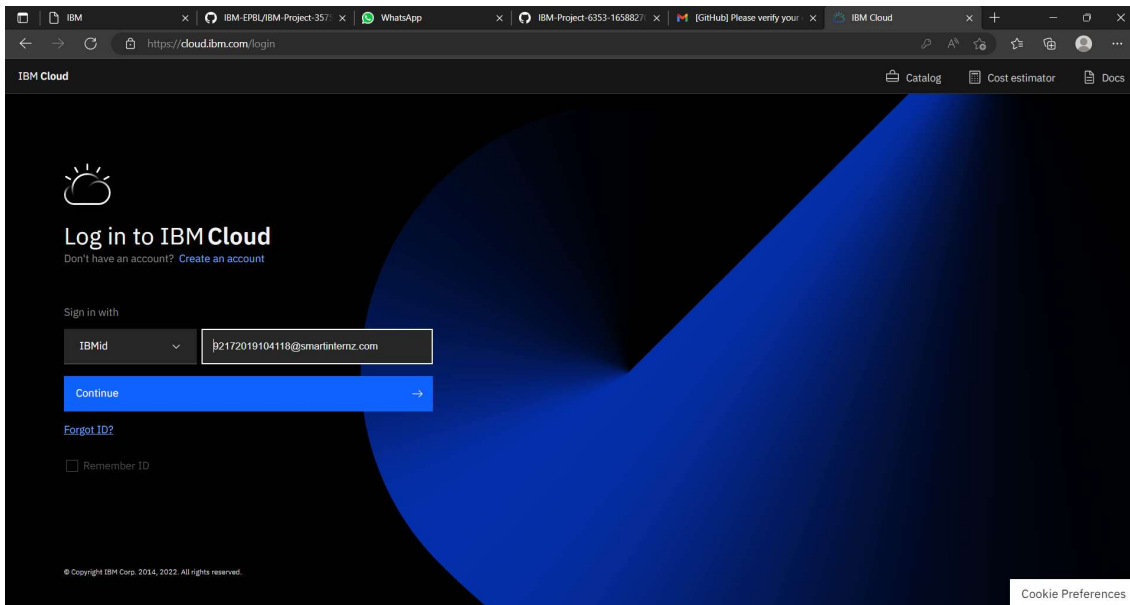 IBM
IBM-EPBL/IBM-Project-357
WhatsApp
IBM-Project-6353-1658827
[GitHub] Please verify your
IBM Cloud
https://cloud.ibm.com/login
IBM Cloud
Catalog
Cost estimator
Docs
Log in to IBM Cloud
Don't have an account? Create an account
Sign in with
IBMid
92172019104118@smartinternz.com
Continue
Forgot ID?
Remember ID
© Copyright IBM Corp. 2014, 2022. All rights reserved.
Cookie Preferences